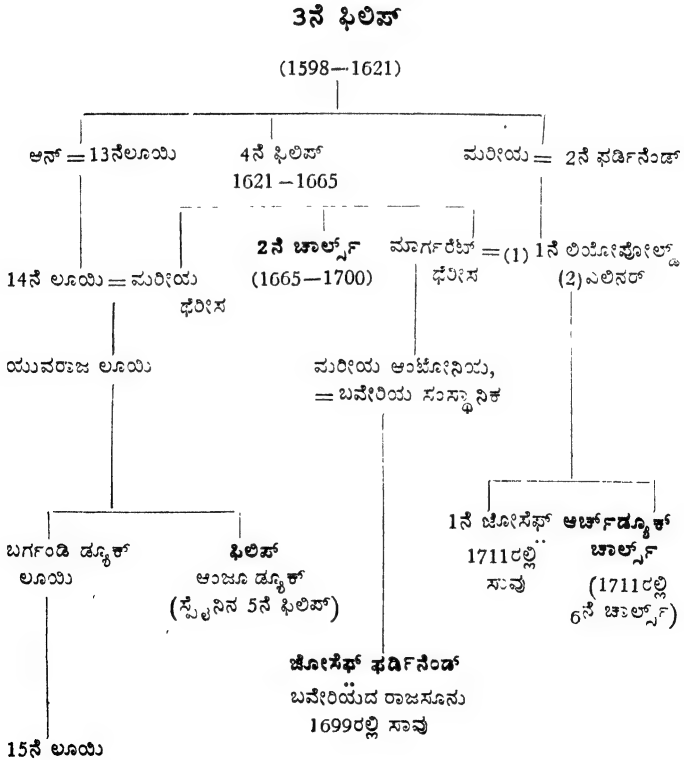 3ನೆ ಫಿಲಿಪ್
(1598—1621)
ಆನ್ = 13ನೆಲೂಯಿ
4ನೆ ಫಿಲಿಪ್
1621 — 1665
ಮರೀಯ = 2ನೆ ಫರ್ಡಿನೆಂಡ್
14ನೆ ಲೂಯಿ = ಮರೀಯ
ಥೆರೀಸ
2ನೆ ಚಾರ್ಲ್ಸ್
(1665—1700)
ಮಾರ್ಗರೆಟ್ = (1) 1ನೆ ಲಿಯೋಪೋಲ್ಡ್
ಥೆರೀಸ
(2) ಎಲಿನರ್
ಯುವರಾಜ ಲೂಯಿ
ಮರೀಯ ಆಂಟೋನಿಯ,
= ಬವೇರಿಯ ಸಂಸ್ಥಾನಿಕ
ಬರ್ಗಂಡಿ ಡ್ಯೂಕ್
ಲೂಯಿ
ಫಿಲಿಪ್
ಆಂಜೂ ಡ್ಯೂಕ್
(ಸ್ಪೈನಿನ 5ನೆ ಫಿಲಿಪ್)
1ನೆ ಜೋಸೆಫ್
1711ರಲ್ಲಿ
ಸಾವು
ಆರ್ಚ್‌ಡ್ಯೂಕ್
ಚಾರ್ಲ್ಸ್
(1711ರಲ್ಲಿ
6ನೆ ಚಾರ್ಲ್ಸ್)
ಜೋಸೆಫ್ ಫರ್ಡಿನೆಂಡ್
ಬವೇರಿಯದ ರಾಜಸೂನು
1699ರಲ್ಲಿ ಸಾವು
15ನೆ ಲೂಯಿ